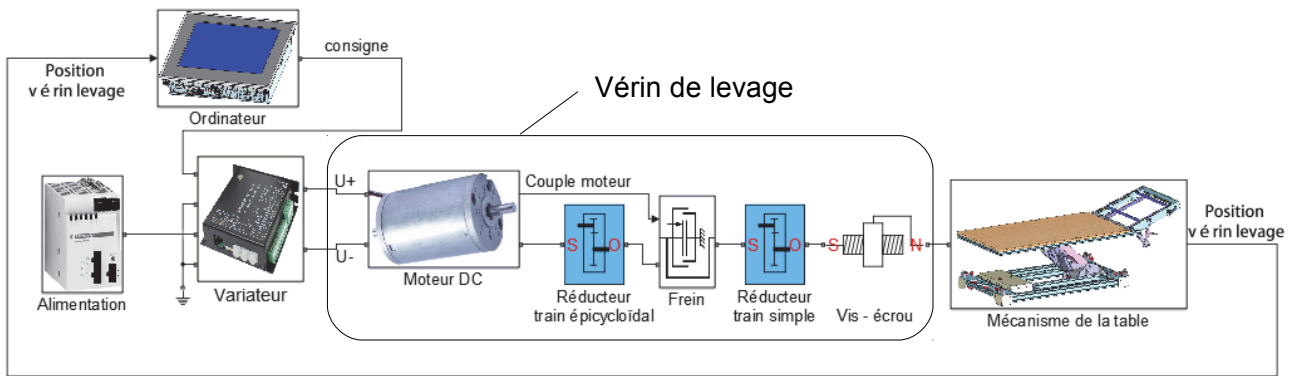 consigne
Position
v é rin levage
Ordinateur
Vérin de levage
U+
U-
Couple moteur
S O
S O
S N
Position
v é rin levage
Alimentation
Variateur
Moteur DC
Réducteur
train épicycloïdal
Frein
Réducteur
train simple
Vis - écrou
Mécanisme de la table